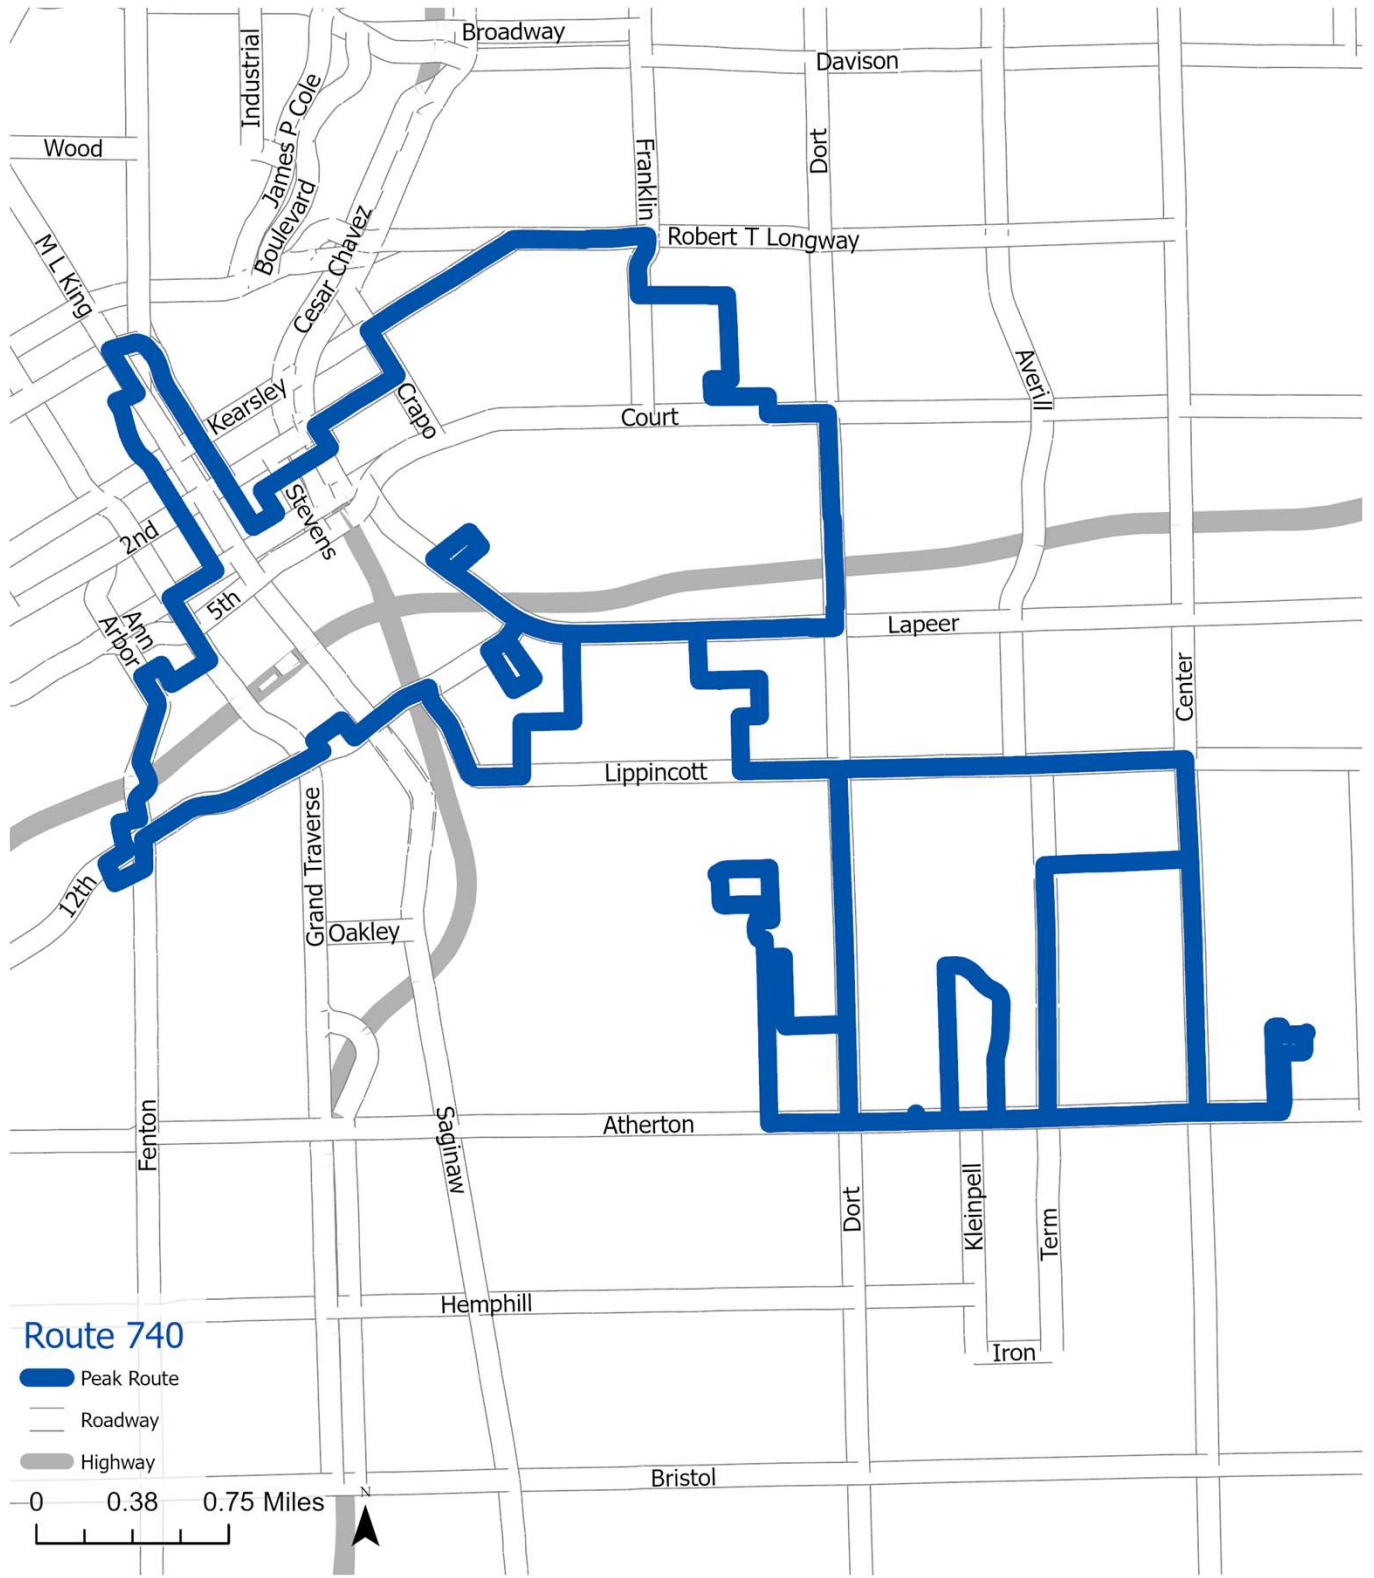 Broadway
Davison
Industrial
James P Cole
Wood
Dort
Franklin
Boulevard
Cesar Chavez
M L King
Robert T Longway
Averill
Kearsley
Crapo
Court
Stevens
2nd
5th
Ann
Arbor
Lapeer
Center
Lippincott
12th
Grand Traverse
Oakley
Fenton
Saginaw
Atherton
Dort
Kleinpell
Term
Hemphill
Iron
Route 740
Peak Route
Roadway
Highway
Bristol
0 0.38 0.75 Miles
N